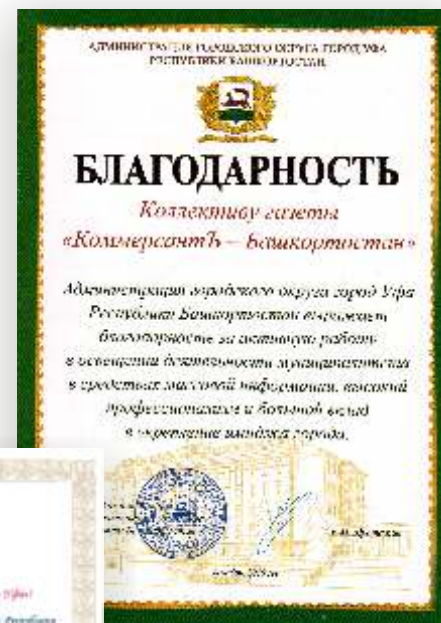 АДМИНИСТРАЦИЯ ГОРОДСКОГО ОКРУГА ГОРОД УФА
РЕСПУБЛИКИ БАШКОРТОСТАН
БЛАГОДАРНОСТЬ
Коллективу газеты
«КоммерсантЪ – Башкортостан»
Администрация городского округа город Уфа
Республики Башкортостан выражает
благодарность за активную работу
в освещении деятельности муниципалитета
в средствах массовой информации, высокий
профессионализм и большой вклад
в укрепление имиджа города.